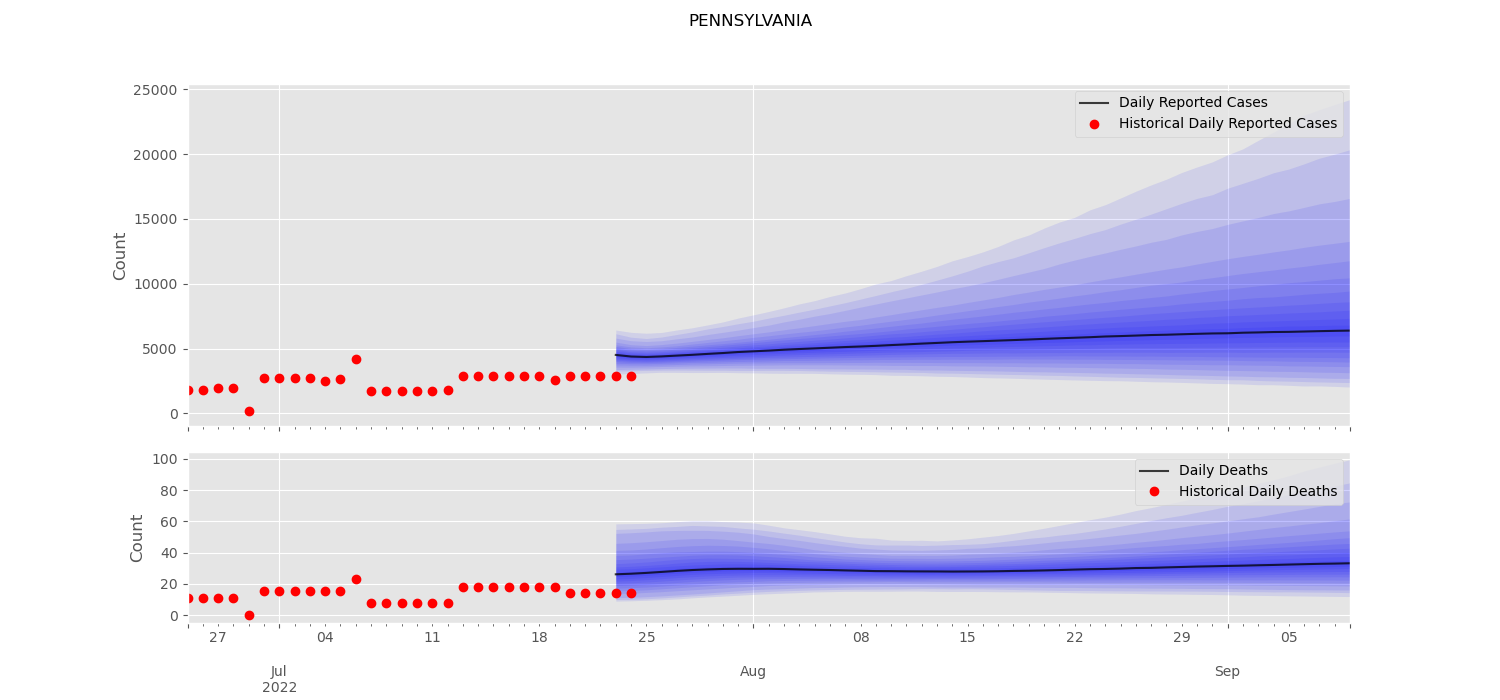 PENNSYLVANIA
25000
20000
15000
10000
5000
0
Count
Daily Reported Cases
Historical Daily Reported Cases
100
80
60
40
20
0
Count
Daily Deaths
Historical Daily Deaths
27 04 11 18 25 08 15 22 29 05
Jul Aug Sep
2022